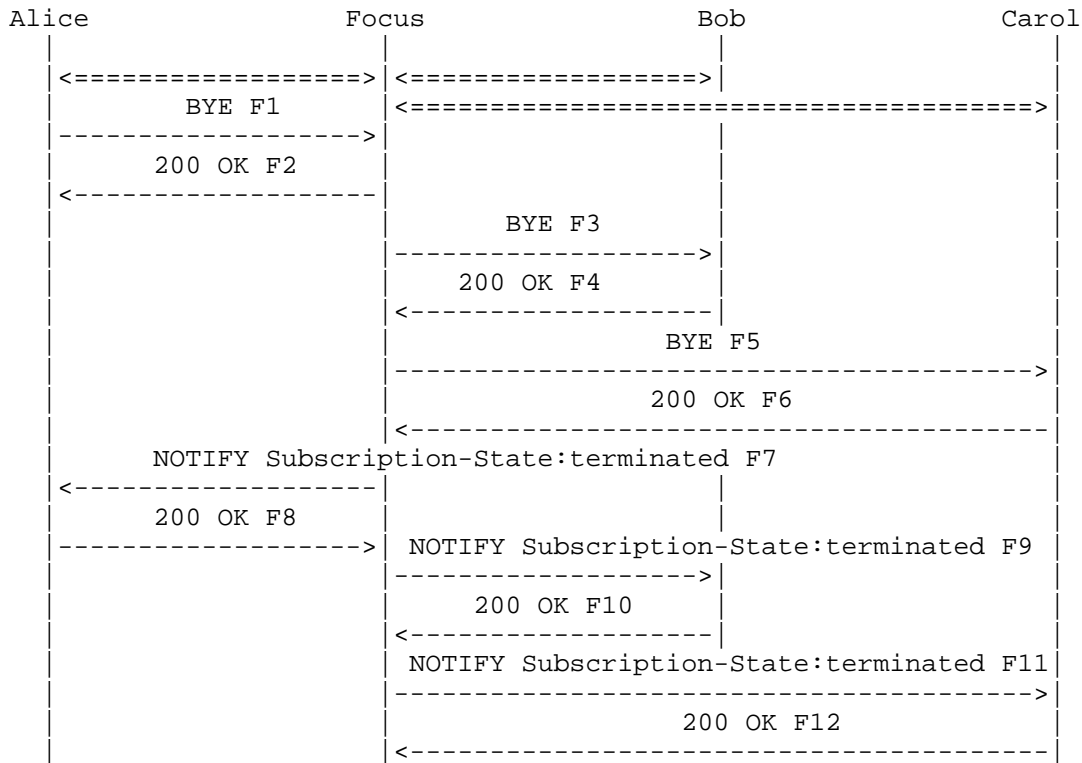 Alice Focus Bob Carol
BYE F1
200 OK F2
BYE F3
200 OK F4
BYE F5
200 OK F6
NOTIFY Subscription-State:terminated F7
200 OK F8
NOTIFY Subscription-State:terminated F9
200 OK F10
NOTIFY Subscription-State:terminated F11
200 OK F12